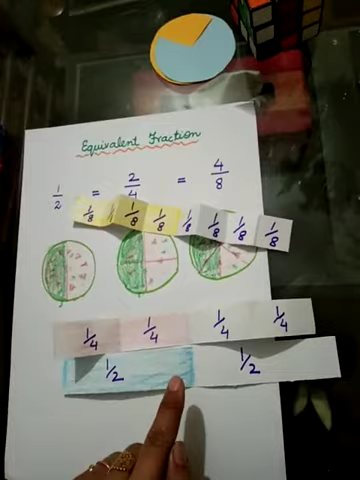 Equivalent Fraction
1/2 = 2/4 = 4/8
1/8 1/8 1/8 1/8 1/8 1/8 1/8
1/4 1/4 1/4 1/4
1/2 1/2